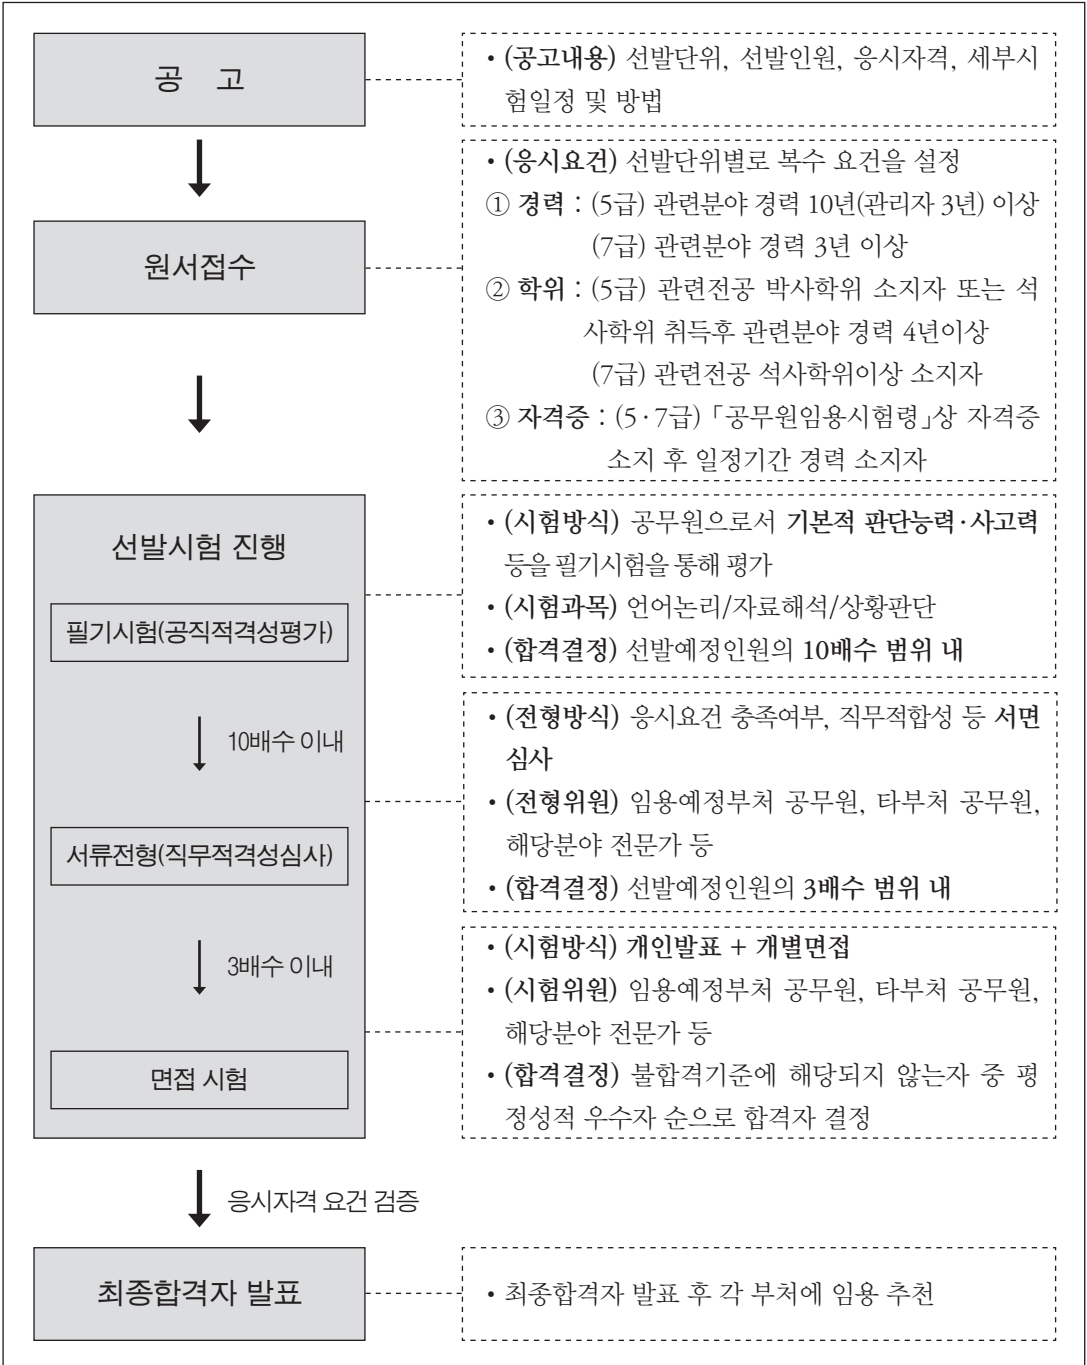 공 고
• (공고내용) 선발단위, 선발인원, 응시자격, 세부시
험일정 및 방법
원서접수
• (응시요건) 선발단위별로 복수 요건을 설정
① 경력 : (5급) 관련분야 경력 10년(관리자 3년) 이상
(7급) 관련분야 경력 3년 이상
② 학위 : (5급) 관련전공 박사학위 소지자 또는 석
사학위 취득후 관련분야 경력 4년이상
(7급) 관련전공 석사학위이상 소지자
③ 자격증 : (5·7급) 「공무원임용시험령」상 자격증
소지 후 일정기간 경력 소지자
선발시험 진행
필기시험(공직적격성평가)
• (시험방식) 공무원으로서 기본적 판단능력·사고력
등을 필기시험을 통해 평가
• (시험과목) 언어논리/자료해석/상황판단
• (합격결정) 선발예정인원의 10배수 범위 내
10배수 이내
서류전형(직무적격성심사)
• (전형방식) 응시요건 충족여부, 직무적합성 등 서면
심사
• (전형위원) 임용예정부처 공무원, 타부처 공무원,
해당분야 전문가 등
• (합격결정) 선발예정인원의 3배수 범위 내
3배수 이내
면접 시험
• (시험방식) 개인발표 + 개별면접
• (시험위원) 임용예정부처 공무원, 타부처 공무원,
해당분야 전문가 등
• (합격결정) 불합격기준에 해당되지 않는자 중 평
정성적 우수자 순으로 합격자 결정
응시자격 요건 검증
최종합격자 발표
• 최종합격자 발표 후 각 부처에 임용 추천